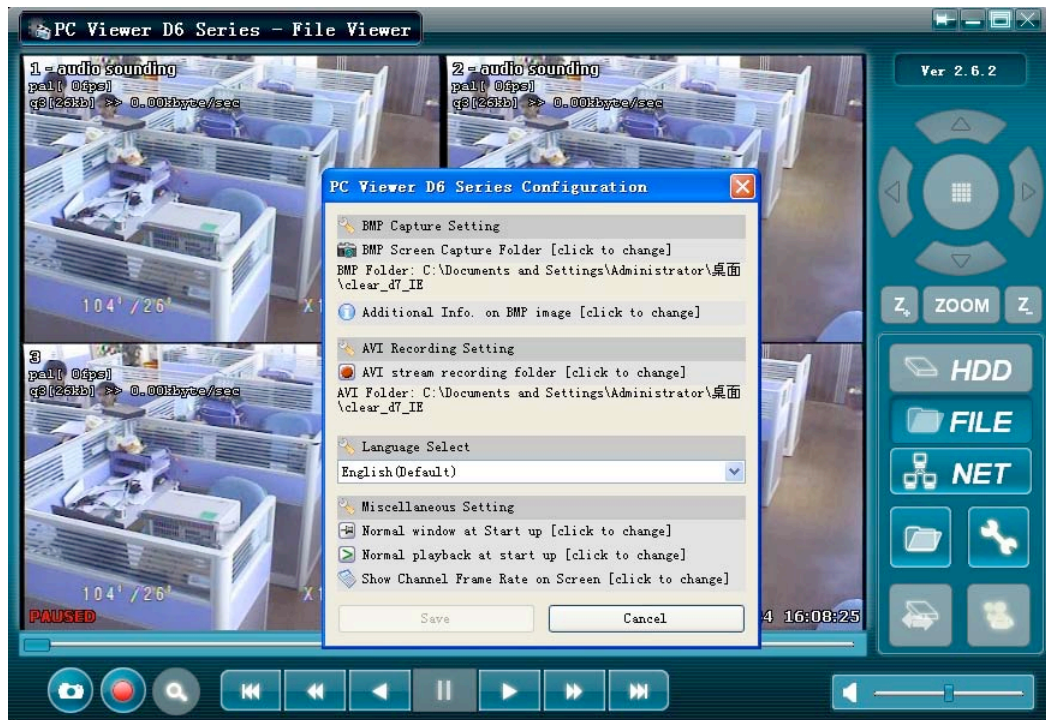 PC Viewer D6 Series - File Viewer
Ver 2.6.2
1 - audio sounding
pal[ 0fps]
q3[26kb] >> 0.00kbyte/sec
2 - audio sounding
pal[ 0fps]
q3[26kb] >> 0.00kbyte/sec
104' /26'
X1
3
pal[ 0fps]
q3[26kb] >> 0.00kbyte/sec
104' /26'
X1
PAUSED
4 16:08:25
PC Viewer D6 Series Configuration
BMP Capture Setting
BMP Screen Capture Folder [click to change]
BMP Folder: C:\Documents and Settings\Administrator\桌面
\clear_d7_IE
Additional Info. on BMP image [click to change]
AVI Recording Setting
AVI stream recording folder [click to change]
AVI Folder: C:\Documents and Settings\Administrator\桌面
\clear_d7_IE
Language Select
English(Default)
Miscellaneous Setting
Normal window at Start up [click to change]
Normal playback at start up [click to change]
Show Channel Frame Rate on Screen [click to change]
Save Cancel
Z+ ZOOM Z-
HDD
FILE
NET